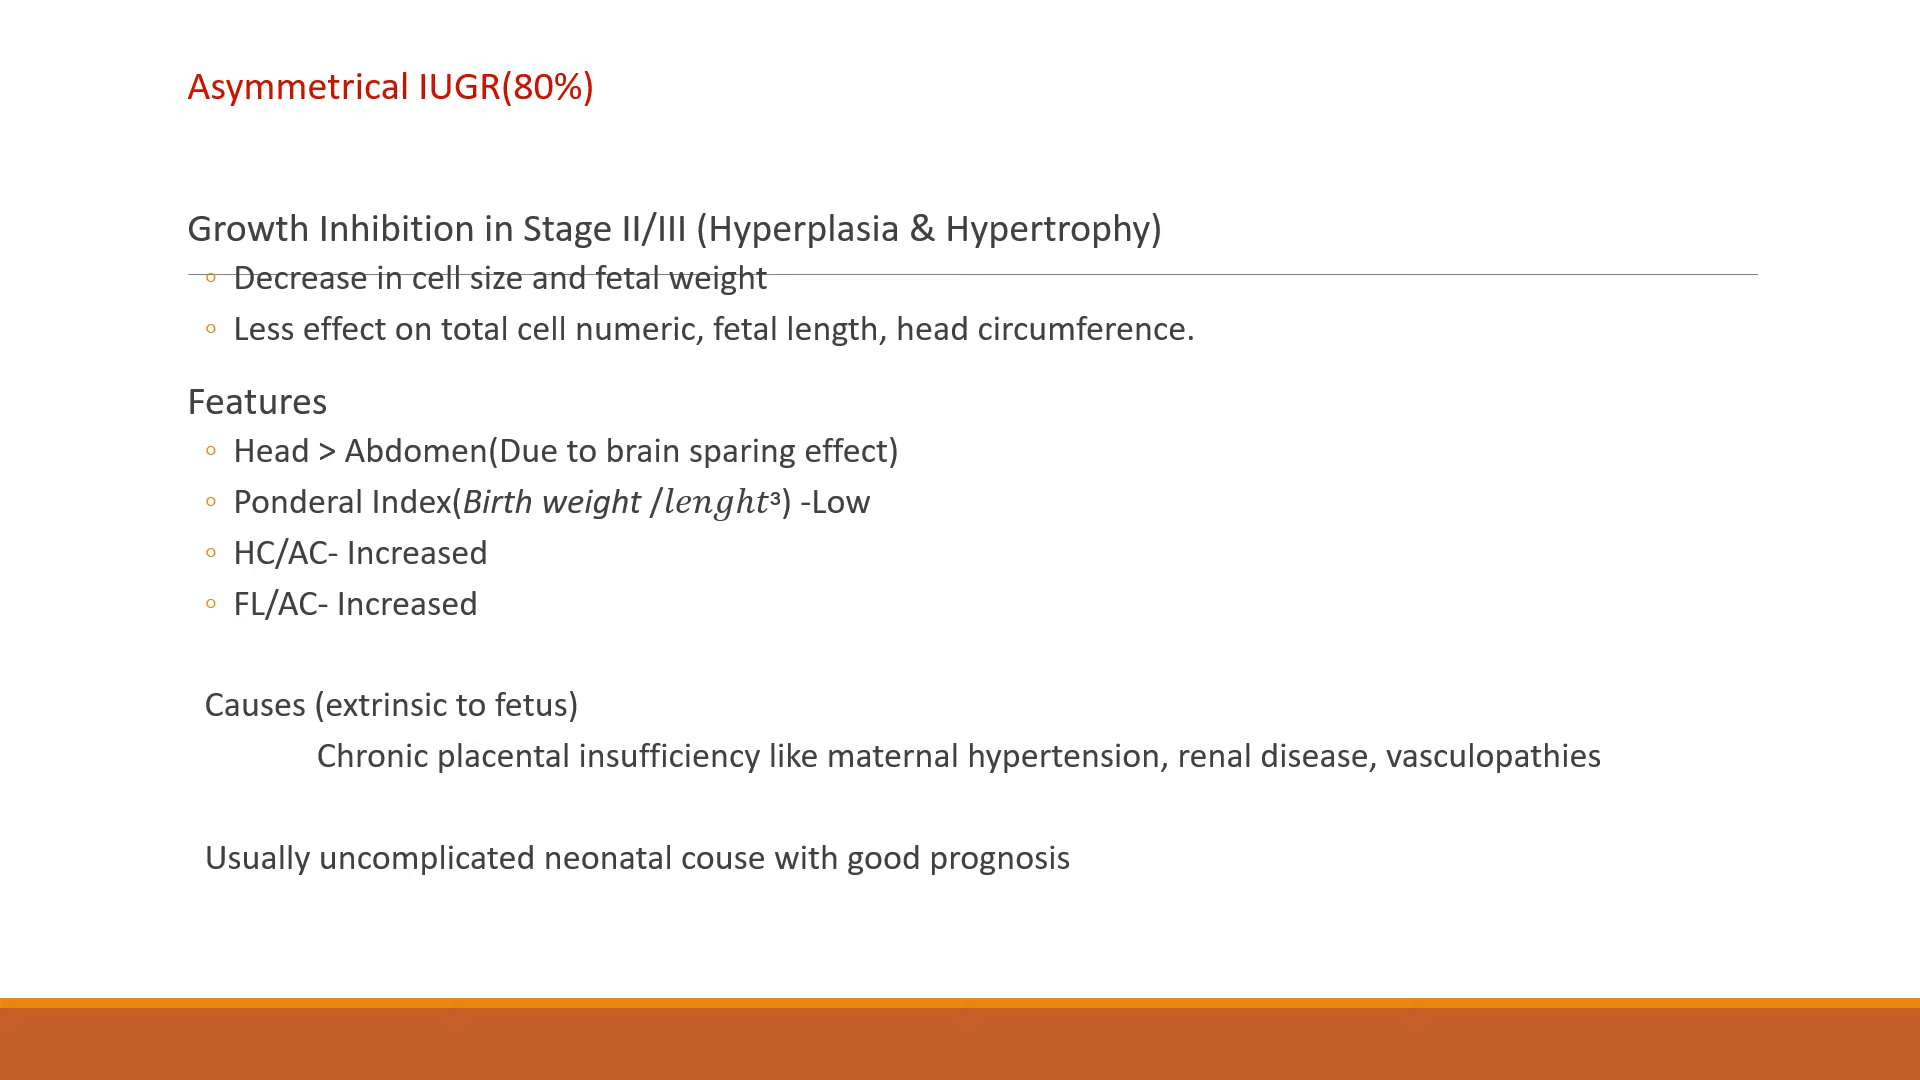 Asymmetrical IUGR(80%)
Growth Inhibition in Stage II/III (Hyperplasia & Hypertrophy)
◦ Decrease in cell size and fetal weight
◦ Less effect on total cell numeric, fetal length, head circumference.
Features
◦ Head > Abdomen(Due to brain sparing effect)
◦ Ponderal Index(Birth weight /lenght³) -Low
◦ HC/AC- Increased
◦ FL/AC- Increased
Causes (extrinsic to fetus)
Chronic placental insufficiency like maternal hypertension, renal disease, vasculopathies
Usually uncomplicated neonatal couse with good prognosis